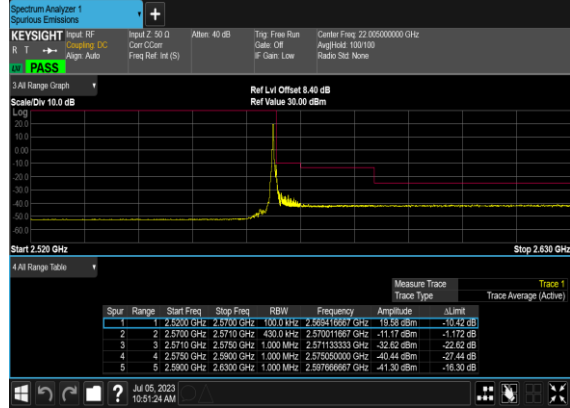 Spectrum Analyzer 1
Spurious Emissions
+
KEYSIGHT Input: RF Input Z: 50 Ω Atten: 40 dB Trig: Free Run Center Freq: 22.005000000 GHz
R T Coupling: DC Corr CCorr Gate: Off Avg|Hold: 100/100
Align: Auto Freq Ref: Int (S) IF Gain: Low Radio Std: None
LW PASS
3 All Range Graph
Ref Lvl Offset 8.40 dB
Scale/Div 10.0 dB Ref Value 30.00 dBm
Log
20.0
10.0
0.00
-10.0
-20.0
-30.0
-40.0
-50.0
-60.0
Start 2.520 GHz Stop 2.630 GHz
4 All Range Table
Measure Trace Trace 1
Trace Type Trace Average (Active)
Spur Range Start Freq Stop Freq RBW Frequency Amplitude ΔLimit
1 1 2.5200 GHz 2.5700 GHz 100.0 kHz 2.569416667 GHz 19.58 dBm -10.42 dB
2 2 2.5700 GHz 2.5710 GHz 430.0 kHz 2.570011667 GHz -11.17 dBm -1.172 dB
3 3 2.5710 GHz 2.5750 GHz 1.000 MHz 2.571133333 GHz -32.62 dBm -22.62 dB
4 4 2.5750 GHz 2.5900 GHz 1.000 MHz 2.575050000 GHz -40.44 dBm -27.44 dB
5 5 2.5900 GHz 2.6300 GHz 1.000 MHz 2.597666667 GHz -41.30 dBm -16.30 dB
? Jul 05, 2023
10:51:24 AM